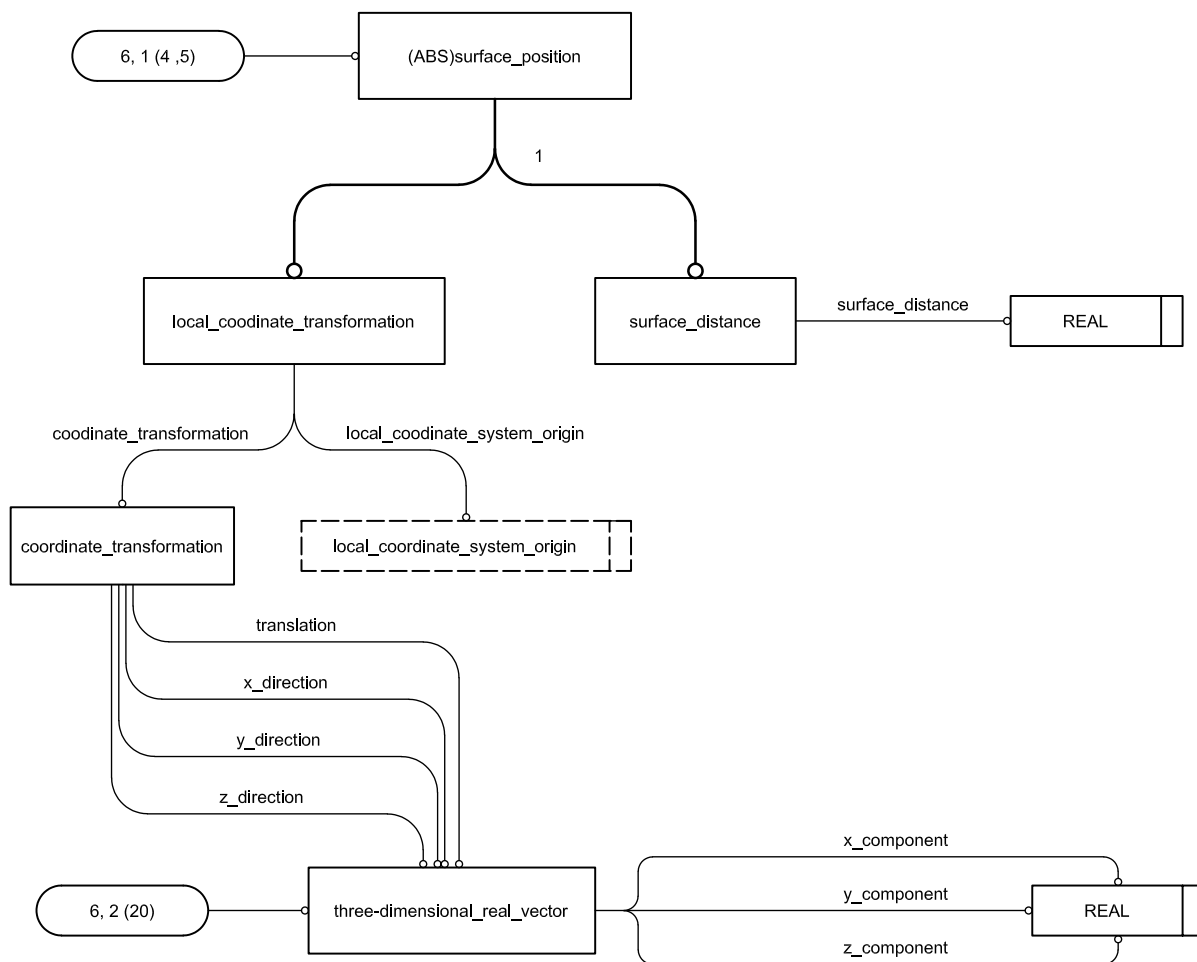 6, 1 (4 ,5)
(ABS)surface_position
1
local_coodinate_transformation
surface_distance
surface_distance
REAL
coodinate_transformation
local_coodinate_system_origin
coordinate_transformation
local_coordinate_system_origin
translation
x_direction
y_direction
z_direction
x_component
6, 2 (20)
three-dimensional_real_vector
y_component
REAL
z_component